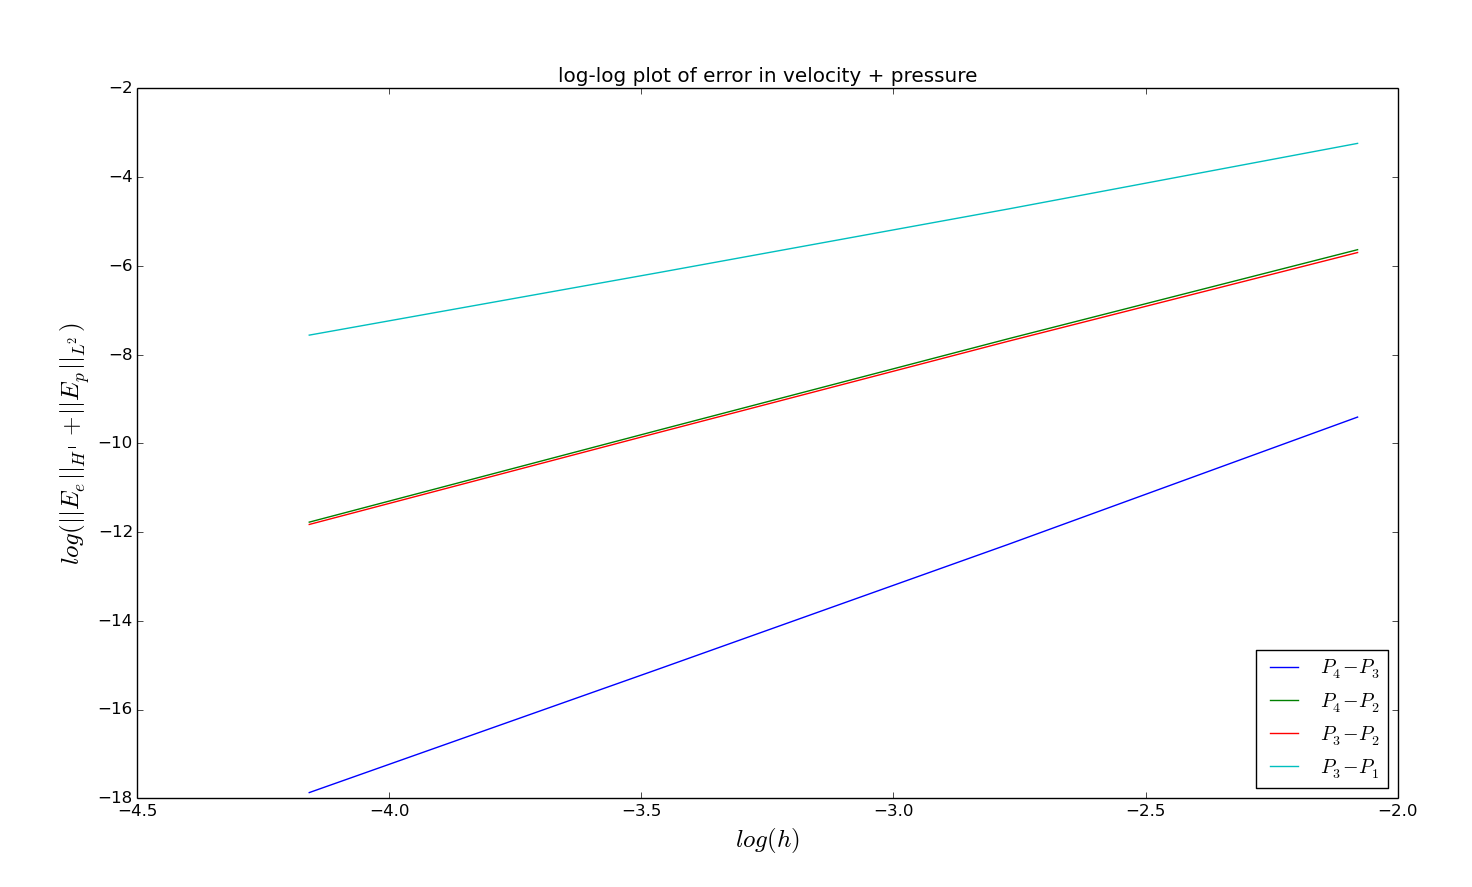 log-log plot of error in velocity + pressure
−2
−4
−6
−8
−10
−12
−14
−16
−18
log(||E_e||_{H^1} + ||E_p||_{L^2})
−4.5
−4.0
−3.5
−3.0
−2.5
−2.0
log(h)
P_4−P_3
P_4−P_2
P_3−P_2
P_3−P_1